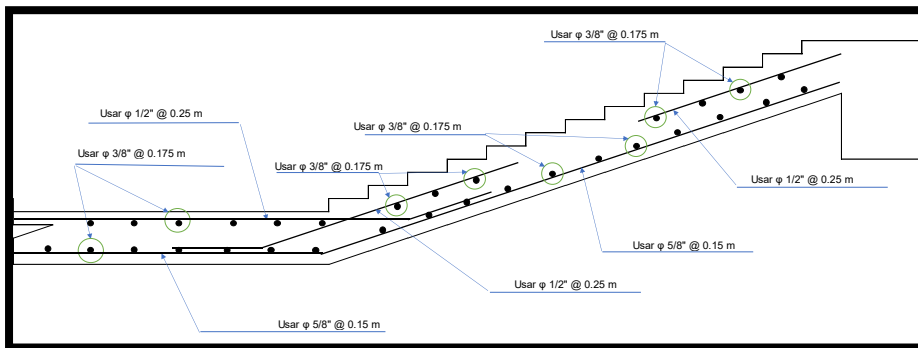 Usar φ 3/8" @ 0.175 m
Usar φ 1/2" @ 0.25 m
Usar φ 3/8" @ 0.175 m
Usar φ 3/8" @ 0.175 m
Usar φ 3/8" @ 0.175 m
Usar φ 1/2" @ 0.25 m
Usar φ 5/8" @ 0.15 m
Usar φ 1/2" @ 0.25 m
Usar φ 5/8" @ 0.15 m